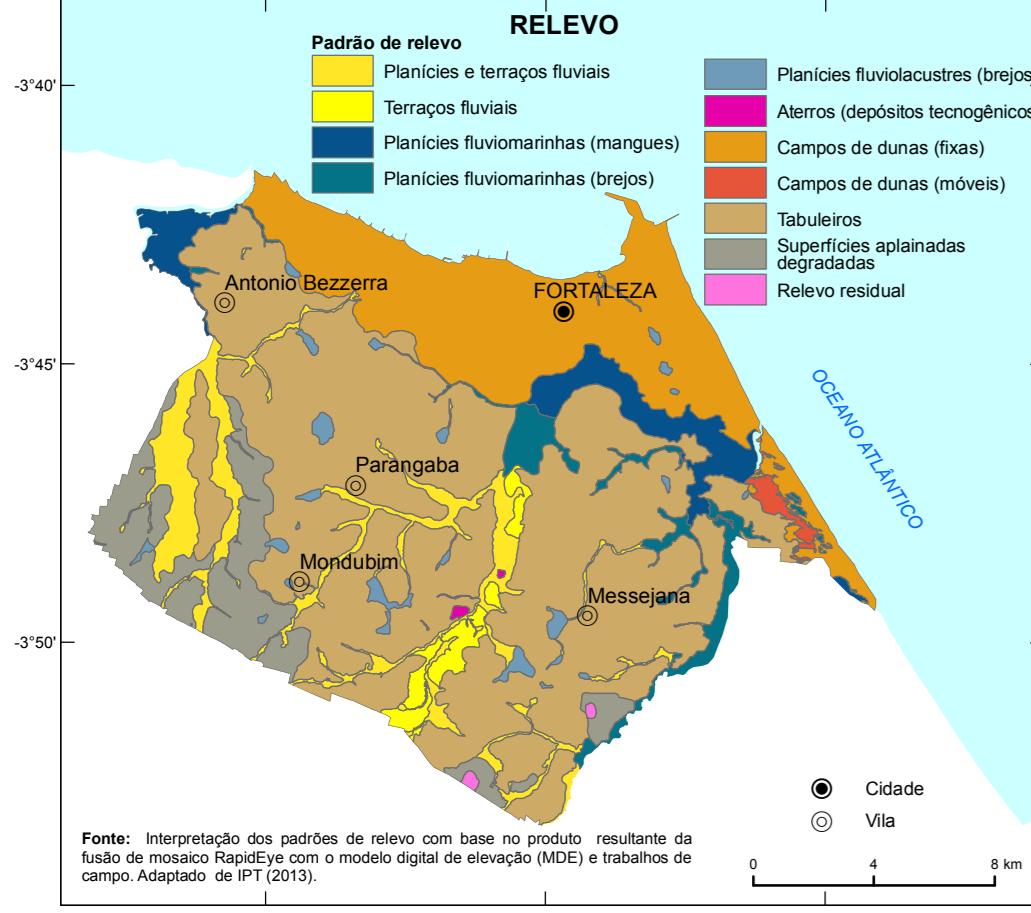 RELEVO
Padrão de relevo
Planícies e terraços fluviais
Terraços fluviais
Planícies fluviomarinhas (mangues)
Planícies fluviomarinhas (brejos)
Planícies fluviolacustres (brejos
Aterros (depósitos tecnogênicos
Campos de dunas (fixas)
Campos de dunas (móveis)
Tabuleiros
Superfícies aplainadas
degradadas
Relevo residual
-3°40'
-3°45'
-3°50'
Antonio Bezzerra
FORTALEZA
Parangaba
Mondubim
Messejana
OCEANO ATLÂNTICO
Cidade
Vila
Fonte: Interpretação dos padrões de relevo com base no produto resultante da
fusão de mosaico RapidEye com o modelo digital de elevação (MDE) e trabalhos de
campo. Adaptado de IPT (2013).
0 4 8 km